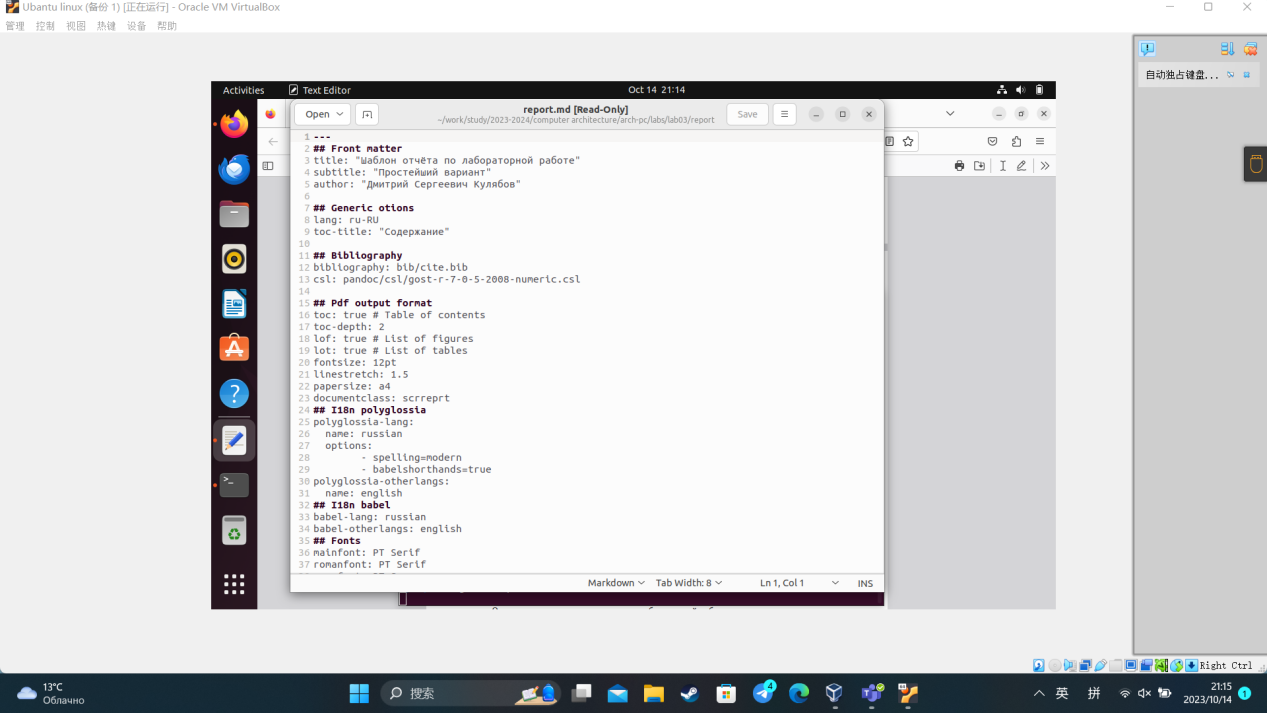 Ubantu linux (备份 1) [正在运行] - Oracle VM VirtualBox
管理 控制 视图 热键 设备 帮助
自动独占键盘...
Activities Text Editor Oct 14 21:14
Open report.md [Read-Only] Save
~/work/study/2023-2024/computer architecture/arch-pc/labs/lab03/report
1 ---
2 ## Front matter
3 title: "Шаблон отчёта по лабораторной работе"
4 subtitle: "Простейший вариант"
5 author: "Дмитрий Сергеевич Кулябов"
6
7 ## Generic otions
8 lang: ru-RU
9 toc-title: "Содержание"
10
11 ## Bibliography
12 bibliography: bib/cite.bib
13 csl: pandoc/csl/gost-r-7-0-5-2008-numeric.csl
14
15 ## Pdf output format
16 toc: true # Table of contents
17 toc-depth: 2
18 lof: true # List of figures
19 lot: true # List of tables
20 fontsize: 12pt
21 linestretch: 1.5
22 papersize: a4
23 documentclass: scrreprt
24 ## I18n polyglossia
25 polyglossia-lang:
26 name: russian
27 options:
28 - spelling=modern
29 - babelshorthands=true
30 polyglossia-otherlangs:
31 name: english
32 ## I18n babel
33 babel-lang: russian
34 babel-otherlangs: english
35 ## Fonts
36 mainfont: PT Serif
37 romanfont: PT Serif
Markdown Tab Width: 8 Ln 1, Col 1 INS
Right Ctrl
13°C
Облачно
搜索
4
英
拼
21:15
2023/10/14
1